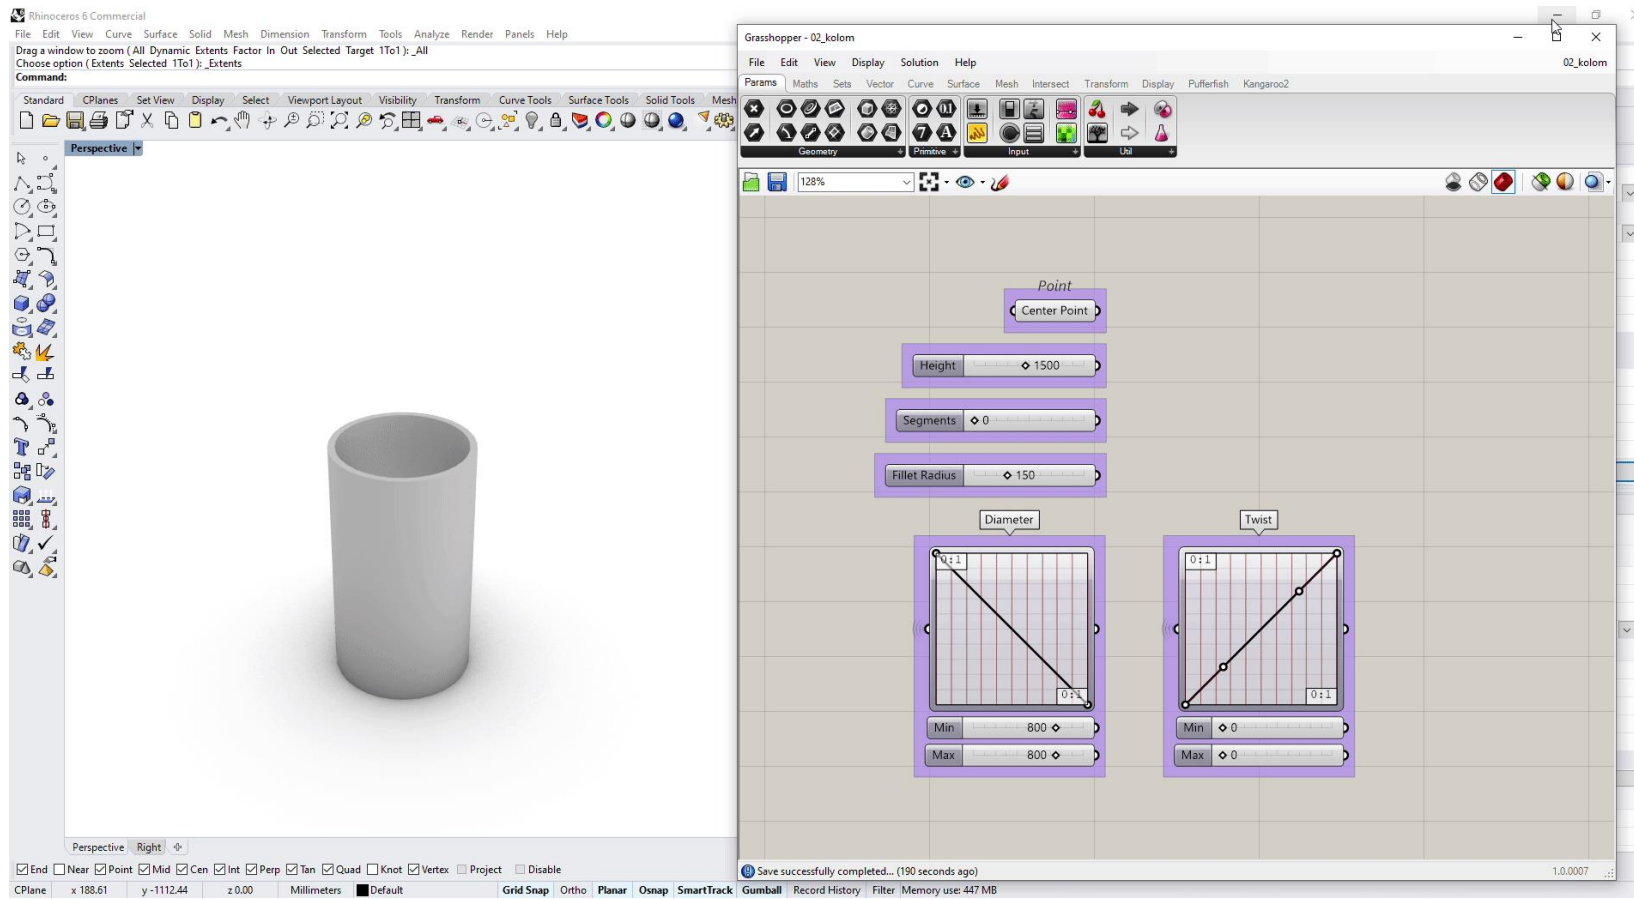 Rhinoceros 6 Commercial
File Edit View Curve Surface Solid Mesh Dimension Transform Tools Analyze Render Panels Help
Drag a window to zoom ( All Dynamic Extents Factor In Out Selected Target 1To1 ): _All
Choose option ( Extents Selected 1To1 ): _Extents
Command:
Standard CPlanes Set View Display Select Viewport Layout Visibility Transform Curve Tools Surface Tools Solid Tools Mesh
Perspective
Perspective Right
End Near Point Mid Cen Int Perp Tan Quad Knot Vertex Project Disable
CPlane x 188.61 y -1112.44 z 0.00 Millimeters Default Grid Snap Ortho Planar Osnap SmartTrack Gumball Record History Filter Memory use: 447 MB
Grasshopper - 02_kolom
File Edit View Display Solution Help 02_kolom
Params Maths Sets Vector Curve Surface Mesh Intersect Transform Display Pufferfish Kangaroo2
Geometry Primitive Input Util
128%
Point
Center Point
Height 1500
Segments 0
Fillet Radius 150
Diameter Twist
0:1 0:1
0:1 0:1
Min 800 Min 0
Max 800 Max 0
Save successfully completed... (190 seconds ago) 1.0.0007